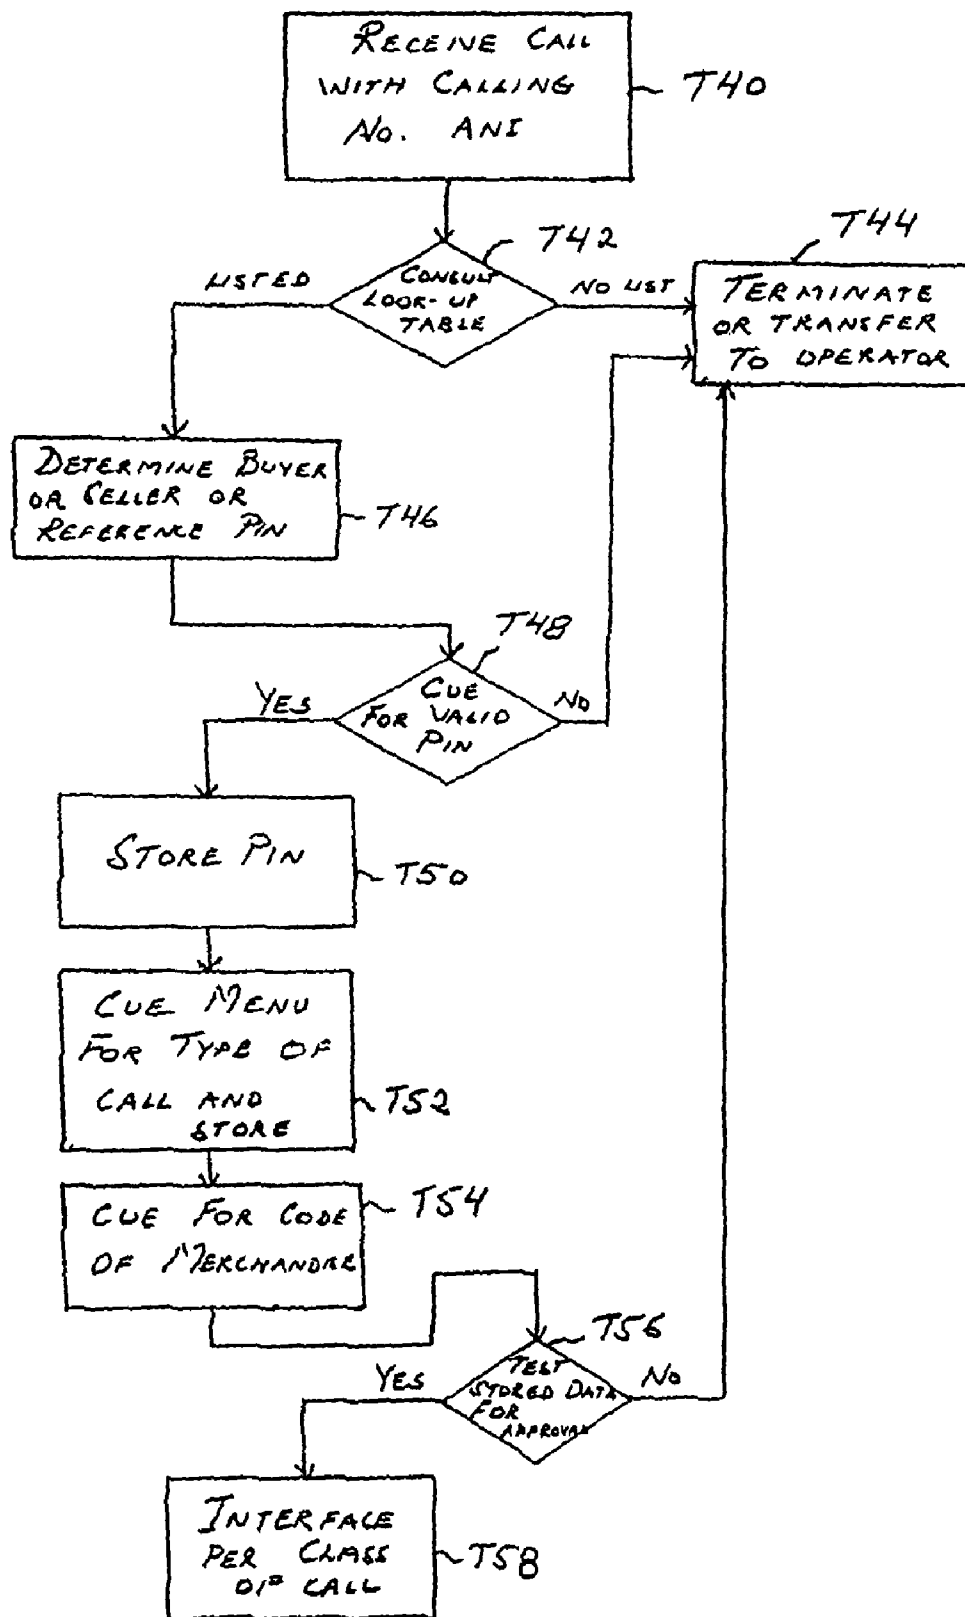 RECEIVE CALL
WITH CALLING
NO. ANI
T40
T42
CONSULT
LOOK-UP
TABLE
LISTED
NO LIST
T44
TERMINATE
OR TRANSFER
TO OPERATOR
DETERMINE BUYER
OR SELLER OR
REFERENCE PIN
T46
T48
CUE
FOR VALID
PIN
YES
NO
STORE PIN
T50
CUE MENU
FOR TYPE OF
CALL AND
STORE
T52
CUE FOR CODE
OF MERCHANDISE
T54
T56
TEST
STORED DATA
FOR
APPROVAL
YES
NO
INTERFACE
PER CLASS
OF CALL
T58